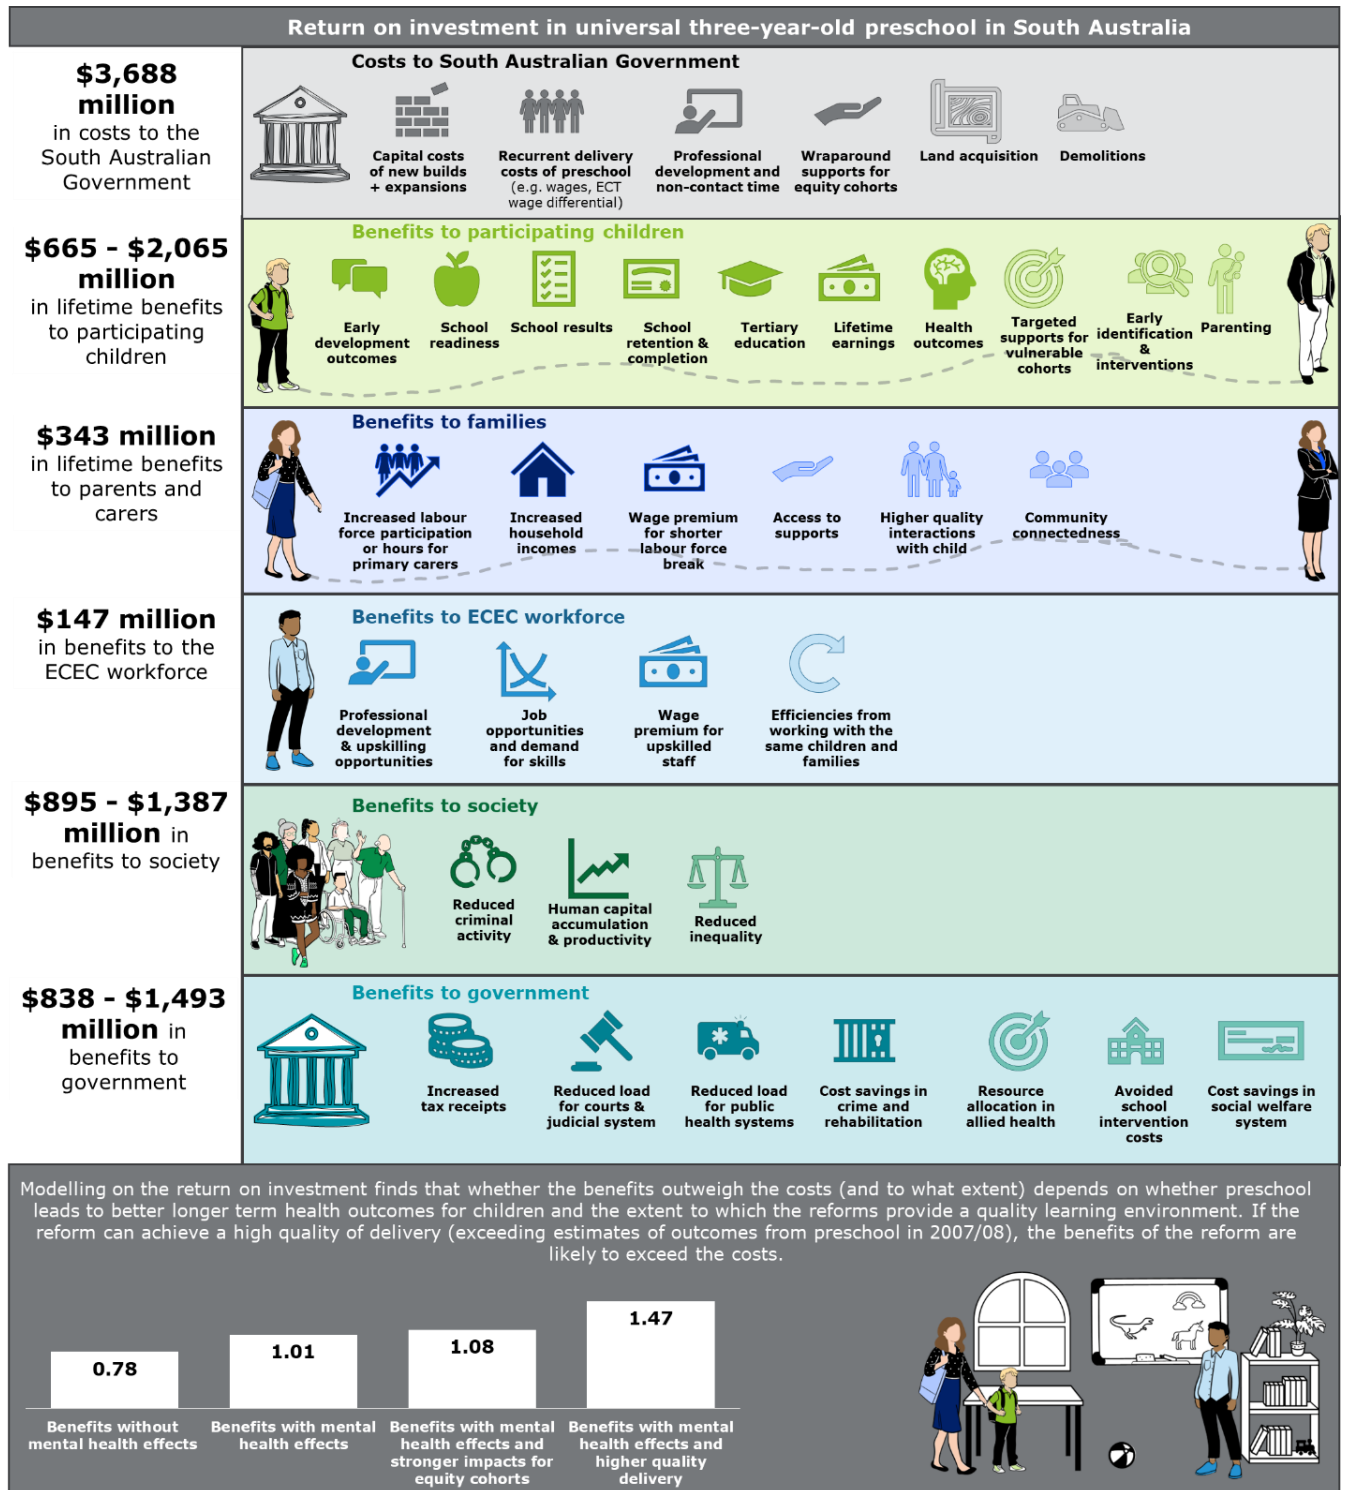 Return on investment in universal three-year-old preschool in South Australia
$3,688
million
in costs to the
South Australian
Government
Costs to South Australian Government
Capital costs
of new builds
+ expansions
Recurrent delivery
costs of preschool
(e.g. wages, ECT
wage differential)
Professional
development and
non-contact time
Wraparound
supports for
equity cohorts
Land acquisition
Demolitions
$665 - $2,065
million
in lifetime benefits
to participating
children
Benefits to participating children
Early
development
outcomes
School
readiness
School results
School
retention &
completion
Tertiary
education
Lifetime
earnings
Health
outcomes
Targeted
supports for
vulnerable
cohorts
Early
identification
&
interventions
Parenting
$343 million
in lifetime benefits
to parents and
carers
Benefits to families
Increased labour
force participation
or hours for
primary carers
Increased
household
incomes
Wage premium
for shorter
labour force
break
Access to
supports
Higher quality
interactions
with child
Community
connectedness
$147 million
in benefits to the
ECEC workforce
Benefits to ECEC workforce
Professional
development
& upskilling
opportunities
Job
opportunities
and demand
for skills
Wage
premium for
upskilled
staff
Efficiencies from
working with the
same children and
families
$895 - $1,387
million in
benefits to society
Benefits to society
Reduced
criminal
activity
Human capital
accumulation
& productivity
Reduced
inequality
$838 - $1,493
million in
benefits to
government
Benefits to government
Increased
tax receipts
Reduced load
for courts &
judicial system
Reduced load
for public
health systems
Cost savings in
crime and
rehabilitation
Resource
allocation in
allied health
Avoided
school
intervention
costs
Cost savings in
social welfare
system
Modelling on the return on investment finds that whether the benefits outweigh the costs (and to what extent) depends on whether preschool
leads to better longer term health outcomes for children and the extent to which the reforms provide a quality learning environment. If the
reform can achieve a high quality of delivery (exceeding estimates of outcomes from preschool in 2007/08), the benefits of the reform are
likely to exceed the costs.
0.78
1.01
1.08
1.47
Benefits without
mental health effects
Benefits with mental
health effects
Benefits with mental
health effects and
stronger impacts for
equity cohorts
Benefits with mental
health effects and
higher quality
delivery